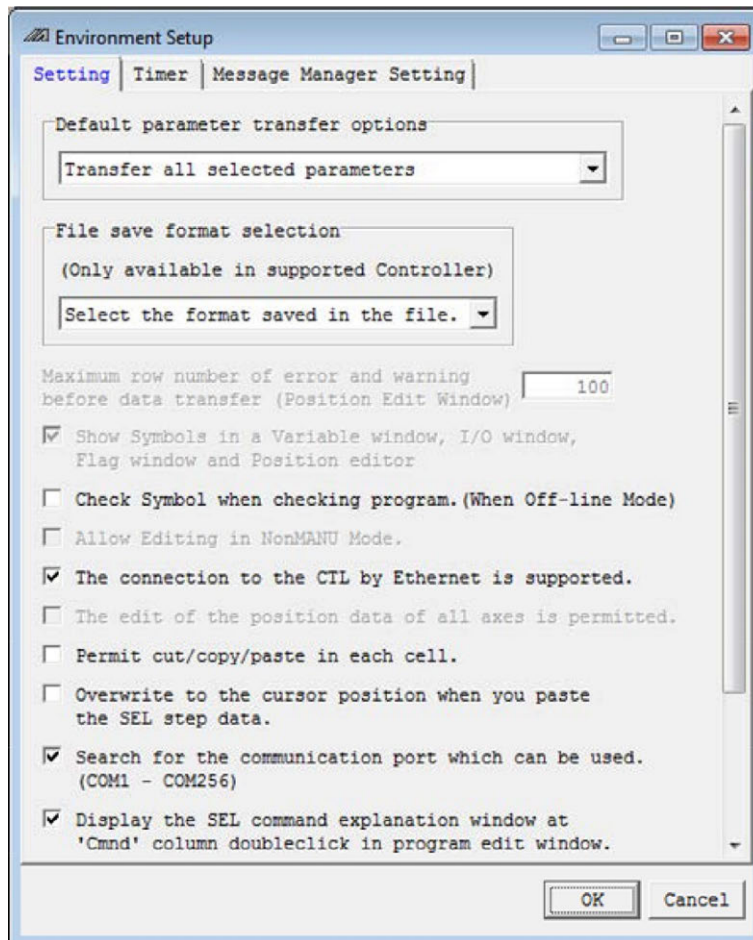 Environment Setup
Setting Timer Message Manager Setting
Default parameter transfer options
Transfer all selected parameters
File save format selection
(Only available in supported Controller)
Select the format saved in the file.
Maximum row number of error and warning
before data transfer (Position Edit Window)
100
Show Symbols in a Variable window, I/O window,
Flag window and Position editor
Check Symbol when checking program.(When Off-line Mode)
Allow Editing in NonMANU Mode.
The connection to the CTL by Ethernet is supported.
The edit of the position data of all axes is permitted.
Permit cut/copy/paste in each cell.
Overwrite to the cursor position when you paste
the SEL step data.
Search for the communication port which can be used.
(COM1 - COM256)
Display the SEL command explanation window at
'Cmnd' column doubleclick in program edit window.
OK Cancel